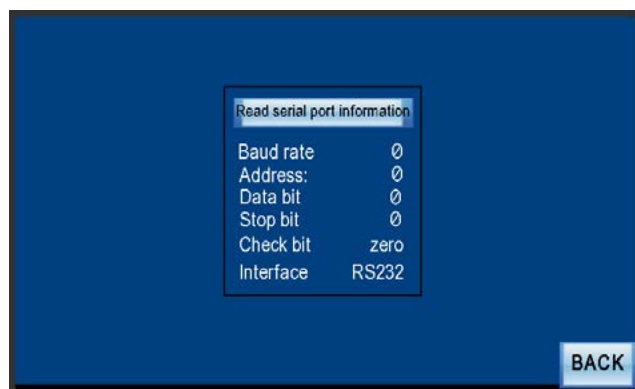 Read serial port information
Baud rate 0
Address: 0
Data bit 0
Stop bit 0
Check bit zero
Interface RS232
BACK